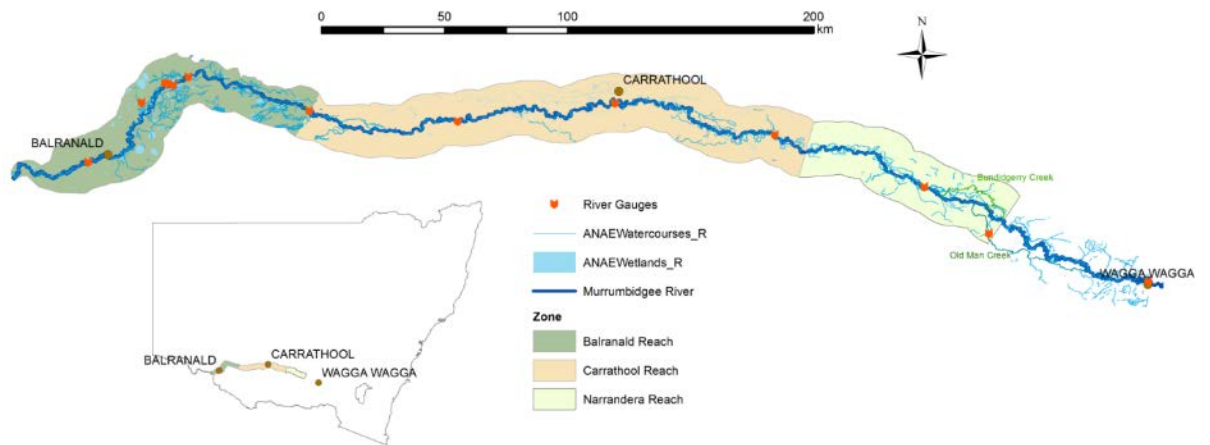 0 50 100 200
km
N
CARRATHOOL
BALRANALD
Bundidgerry Creek
Old Man Creek
WAGGA WAGGA
River Gauges
ANAEWatercourses_R
ANAEWetlands_R
Murrumbidgee River
Zone
Balranald Reach
Carrathool Reach
Narrandera Reach
BALRANALD
CARRATHOOL
WAGGA WAGGA